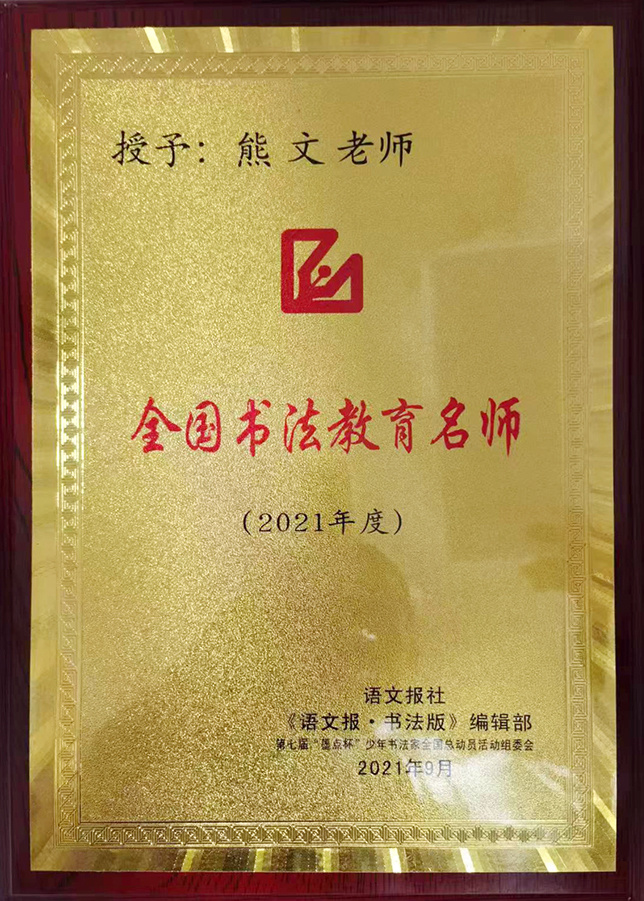 授予：熊 文 老师
全国书法教育名师
（2021年度）
语文报社
《语文报·书法版》编辑部
第七届“墨点杯”少年书法家全国总动员活动组委会
2021年9月